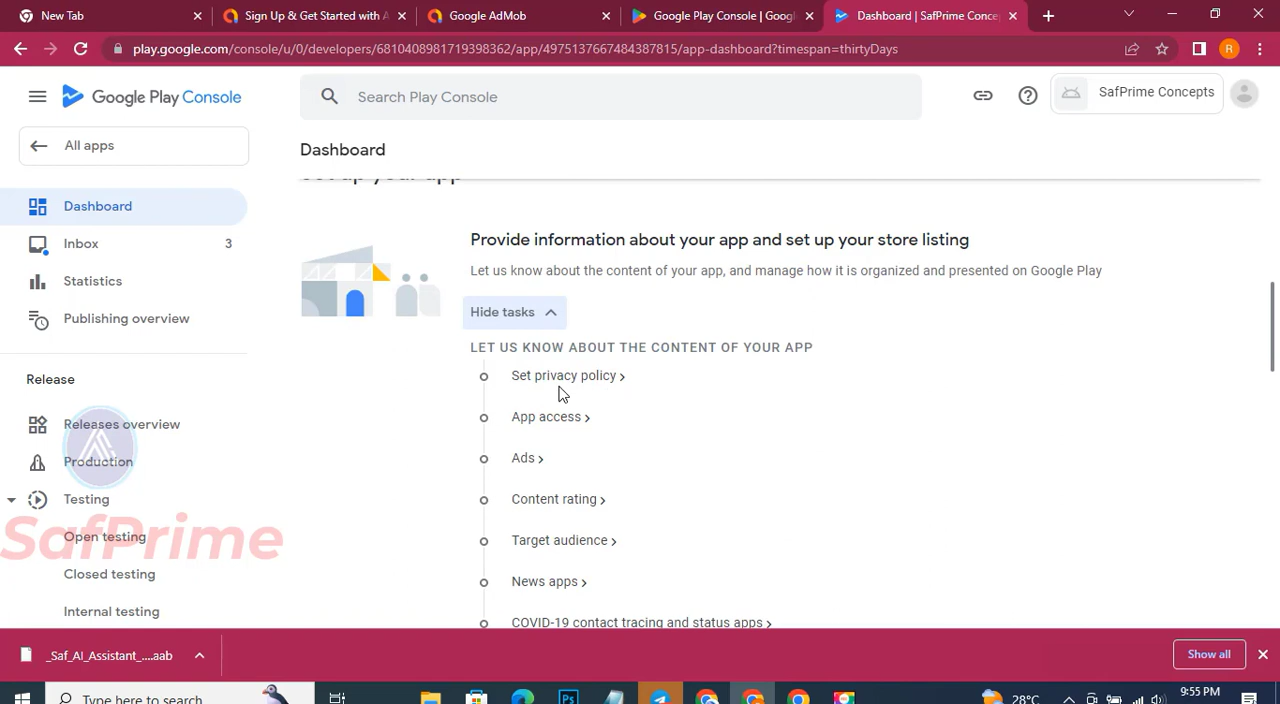 New Tab
Sign Up & Get Started with A
Google AdMob
Google Play Console | Googl
Dashboard | SafPrime Conce
play.google.com/console/u/0/developers/6810408981719398362/app/4975137667484387815/app-dashboard?timespan=thirtyDays
R
Google Play Console
Search Play Console
SafPrime Concepts
All apps
Dashboard
Dashboard
Set up your app
Inbox 3
Statistics
Publishing overview
Release
Releases overview
Production
Testing
Open testing
SafPrime
Closed testing
Internal testing
Provide information about your app and set up your store listing
Let us know about the content of your app, and manage how it is organized and presented on Google Play
Hide tasks
LET US KNOW ABOUT THE CONTENT OF YOUR APP
Set privacy policy
App access
Ads
Content rating
Target audience
News apps
COVID-19 contact tracing and status apps
_Saf_AI_Assistant_....aab
Show all
Type here to search
Ps
28°C
9:55 PM